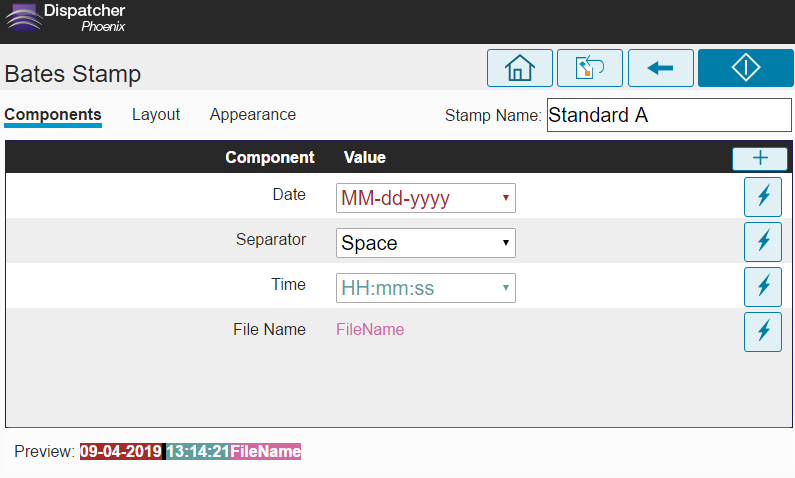 Dispatcher
Phoenix
Bates Stamp
Components Layout Appearance Stamp Name: Standard A
Component Value
Date MM-dd-yyyy
Separator Space
Time HH:mm:ss
File Name FileName
Preview: 09-04-2019 13:14:21FileName